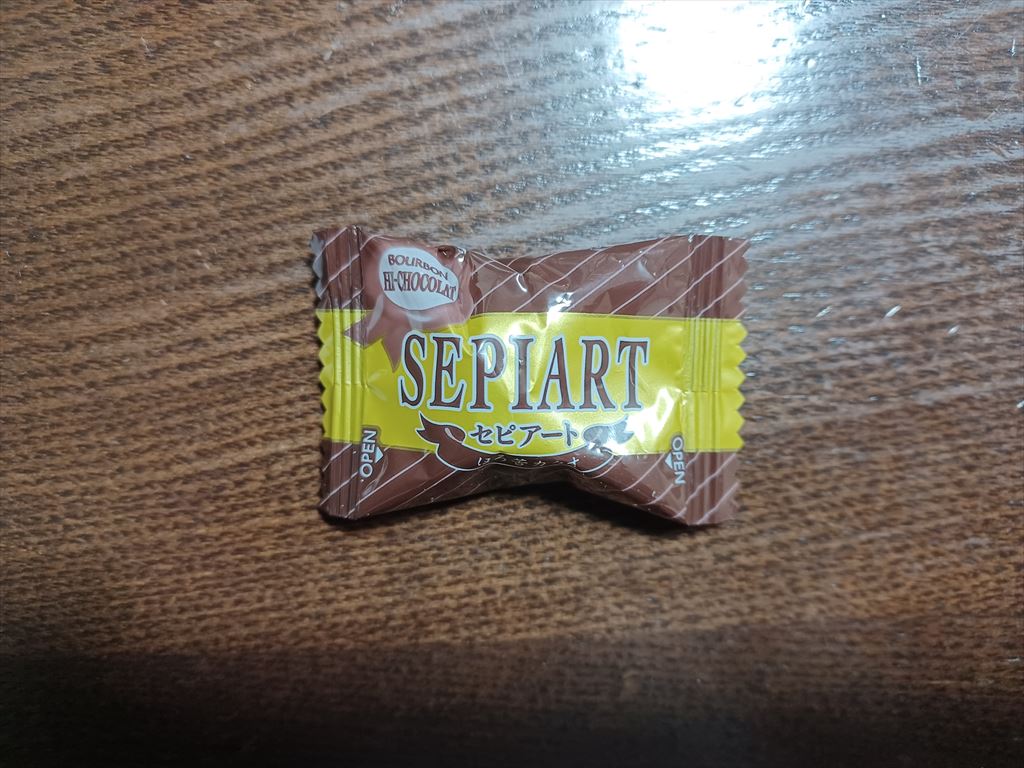 BOURBON
HI-CHOCOLAT
SEPIART
セピアート
OPEN
OPEN